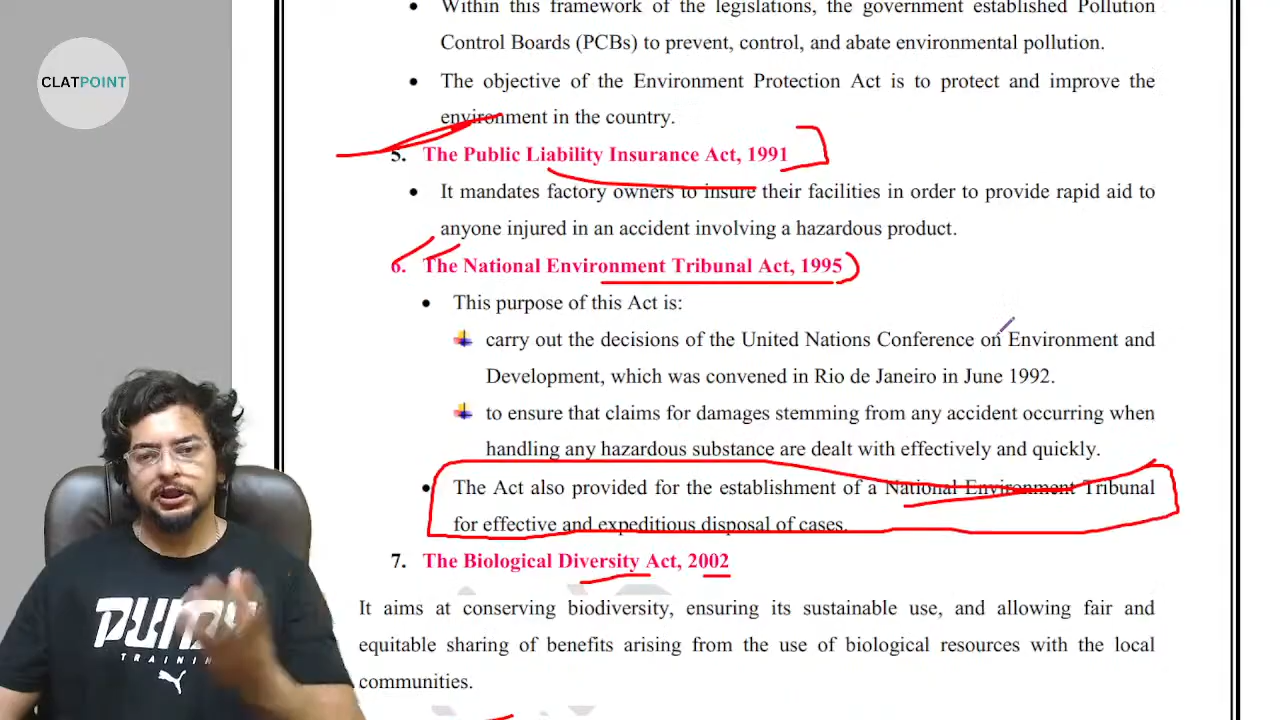 Within this framework of the legislations, the government established Pollution
Control Boards (PCBs) to prevent, control, and abate environmental pollution.
CLATPOINT
The objective of the Environment Protection Act is to protect and improve the
environment in the country.
5. The Public Liability Insurance Act, 1991
It mandates factory owners to insure their facilities in order to provide rapid aid to
anyone injured in an accident involving a hazardous product.
6. The National Environment Tribunal Act, 1995
This purpose of this Act is:
carry out the decisions of the United Nations Conference on Environment and
Development, which was convened in Rio de Janeiro in June 1992.
to ensure that claims for damages stemming from any accident occurring when
handling any hazardous substance are dealt with effectively and quickly.
The Act also provided for the establishment of a National Environment Tribunal
for effective and expeditious disposal of cases.
7. The Biological Diversity Act, 2002
It aims at conserving biodiversity, ensuring its sustainable use, and allowing fair and
equitable sharing of benefits arising from the use of biological resources with the local
communities.
PUMA
TRAINING